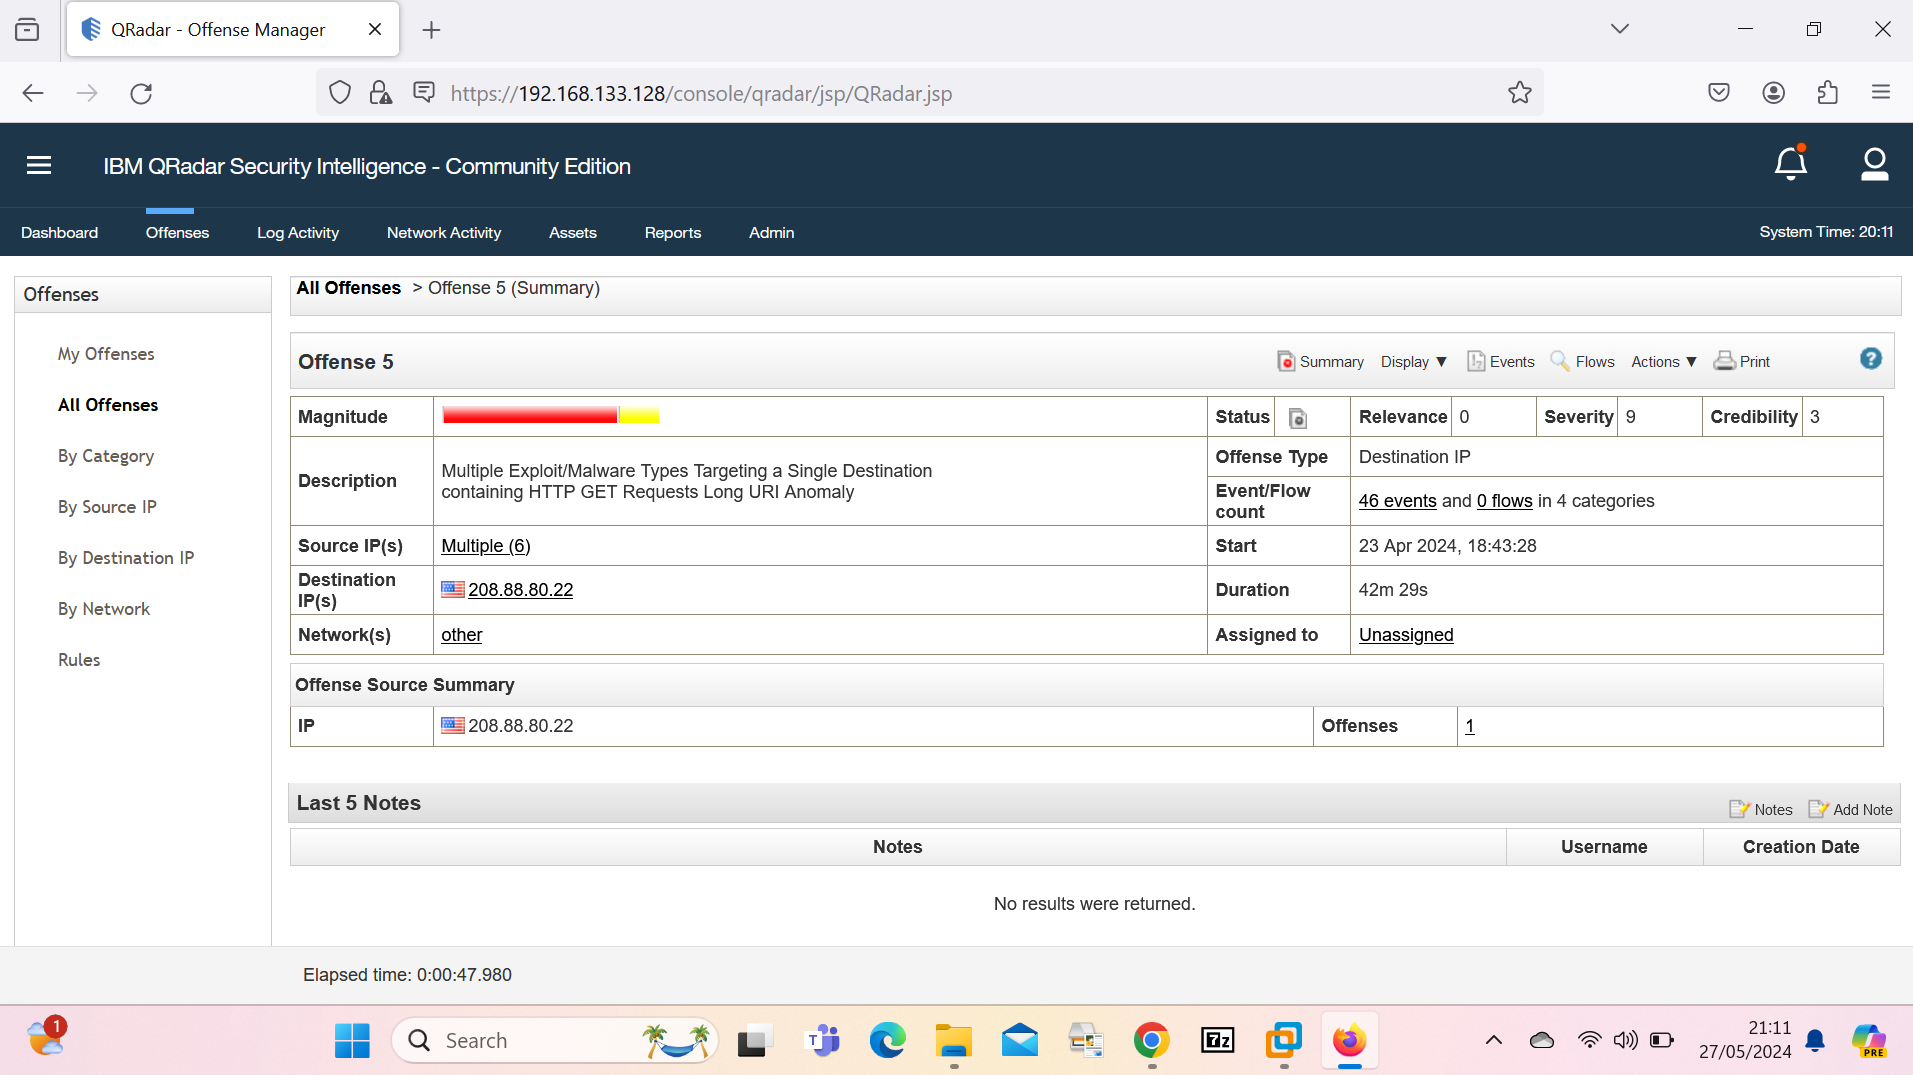 QRadar - Offense Manager
https://192.168.133.128/console/qradar/jsp/QRadar.jsp
IBM QRadar Security Intelligence - Community Edition
Dashboard Offenses Log Activity Network Activity Assets Reports Admin System Time: 20:11
Offenses
My Offenses
All Offenses
By Category
By Source IP
By Destination IP
By Network
Rules
All Offenses > Offense 5 (Summary)
Offense 5 Summary Display ▼ Events Flows Actions ▼ Print ?
Magnitude Status Relevance 0 Severity 9 Credibility 3
Description
Multiple Exploit/Malware Types Targeting a Single Destination
containing HTTP GET Requests Long URI Anomaly
Offense Type Destination IP
Event/Flow
count
46 events and 0 flows in 4 categories
Source IP(s) Multiple (6) Start 23 Apr 2024, 18:43:28
Destination
IP(s)
208.88.80.22 Duration 42m 29s
Network(s) other Assigned to Unassigned
Offense Source Summary
IP 208.88.80.22 Offenses 1
Last 5 Notes Notes Add Note
Notes Username Creation Date
No results were returned.
Elapsed time: 0:00:47.980
1
Search
T
7z
21:11
27/05/2024
PRE